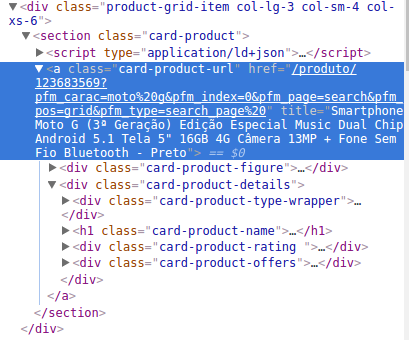 ▼<div class="product-grid-item col-lg-3 col-sm-4 col-
xs-6">
▼<section class="card-product">
▶<script type="application/ld+json">…</script>
▼<a class="card-product-url" href="/produto/
123683569?
pfm_carac=moto%20g&pfm_index=0&pfm_page=search&pfm_
pos=grid&pfm_type=search_page%20" title="Smartphone
Moto G (3ª Geração) Edição Especial Music Dual Chip
Android 5.1 Tela 5" 16GB 4G Câmera 13MP + Fone Sem
Fio Bluetooth - Preto"> == $0
▶<div class="card-product-figure">…</div>
▼<div class="card-product-details">
▶<div class="card-product-type-wrapper">…
</div>
▶<h1 class="card-product-name">…</h1>
▶<div class="card-product-rating ">…</div>
▶<div class="card-product-offers">…</div>
</div>
</a>
</section>
</div>